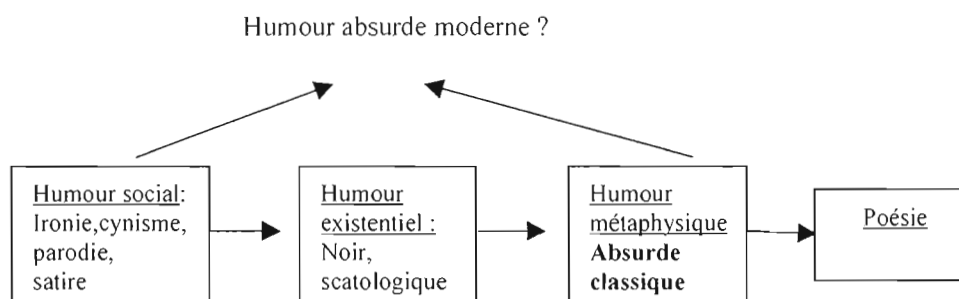 Humour absurde moderne ?
Humour social:
Ironie,cynisme,
parodie,
satire
Humour
existentiel :
Noir,
scatologique
Humour
métaphysique
Absurde
classique
Poésie